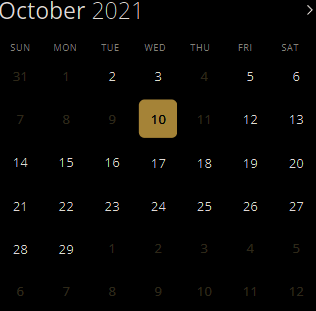 October 2021 >
SUN MON TUE WED THU FRI SAT
31 1 2 3 4 5 6
7 8 9 10 11 12 13
14 15 16 17 18 19 20
21 22 23 24 25 26 27
28 29 1 2 3 4 5
6 7 8 9 10 11 12